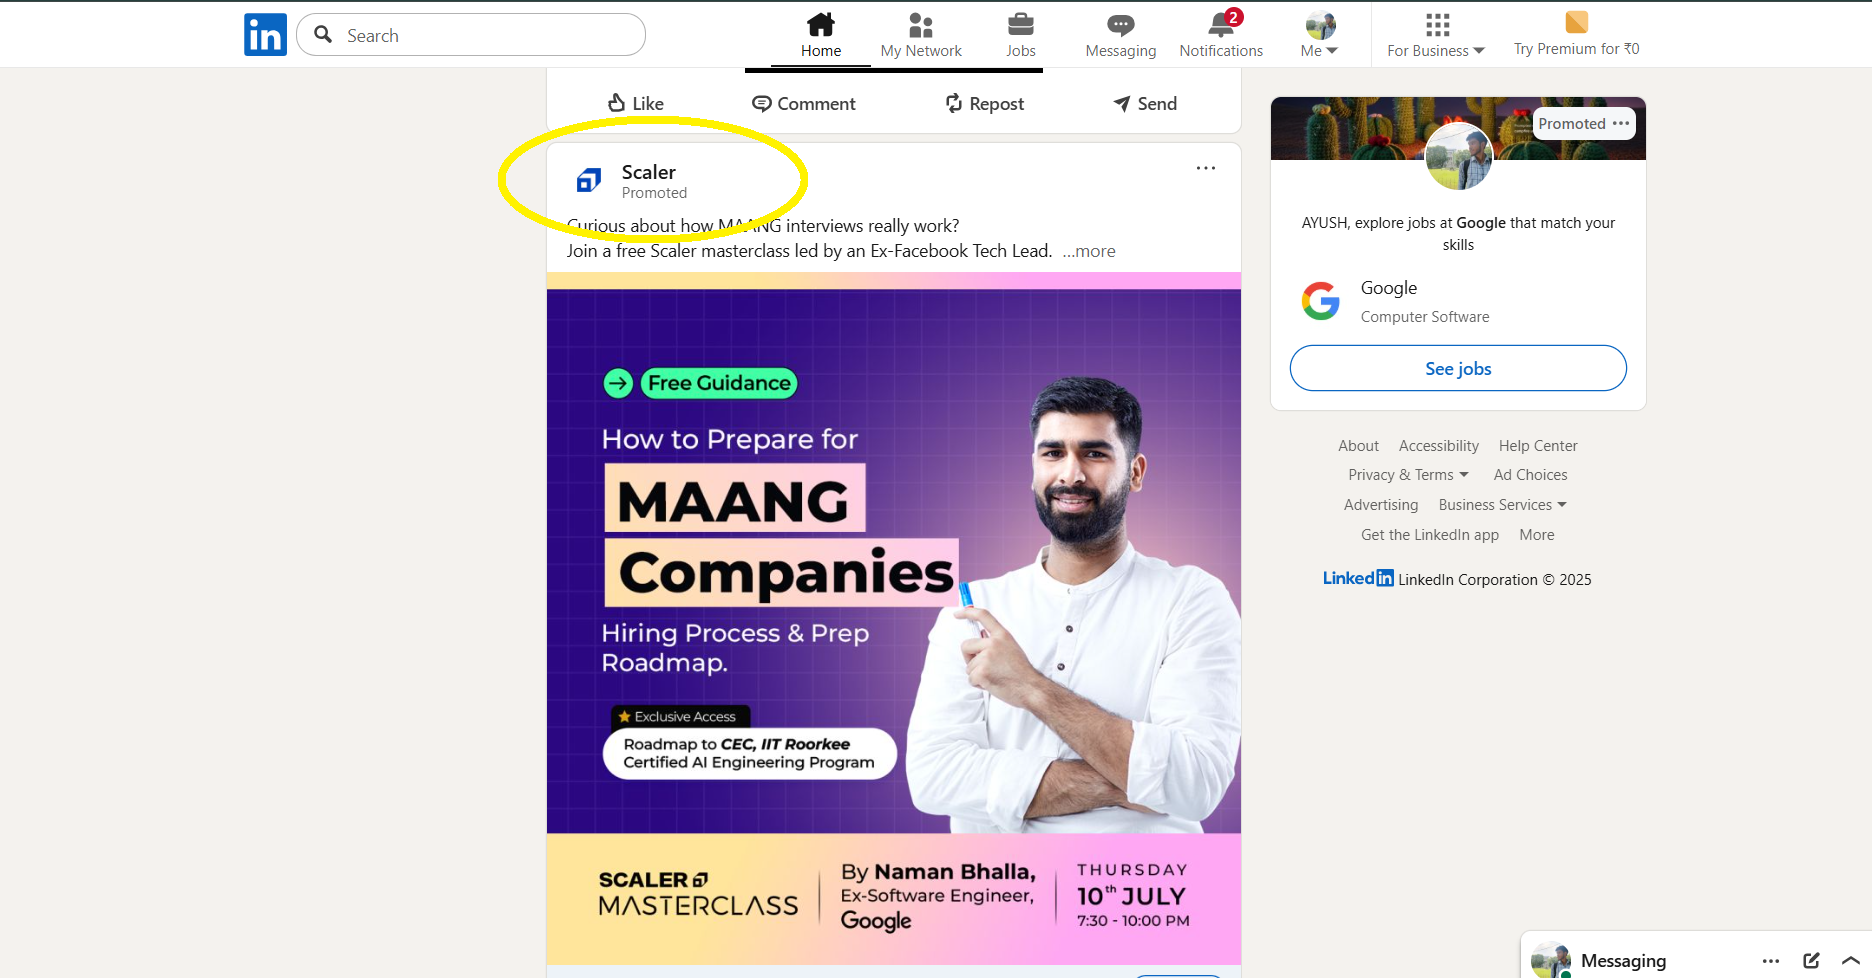 in
Search
Home
My Network
Jobs
Messaging
2
Notifications
Me
For Business
Try Premium for ₹0
Like
Comment
Repost
Send
Scaler
Promoted
Curious about how MAANG interviews really work?
Join a free Scaler masterclass led by an Ex-Facebook Tech Lead. ...more
Free Guidance
How to Prepare for
MAANG
Companies
Hiring Process & Prep
Roadmap.
Exclusive Access
Roadmap to CEC, IIT Roorkee
Certified AI Engineering Program
SCALER
MASTERCLASS
By Naman Bhalla,
Ex-Software Engineer,
Google
THURSDAY
10th JULY
7:30 - 10:00 PM
Promoted
AYUSH, explore jobs at Google that match your
skills
Google
Computer Software
See jobs
About Accessibility Help Center
Privacy & Terms Ad Choices
Advertising Business Services
Get the LinkedIn app More
LinkedIn LinkedIn Corporation © 2025
Messaging